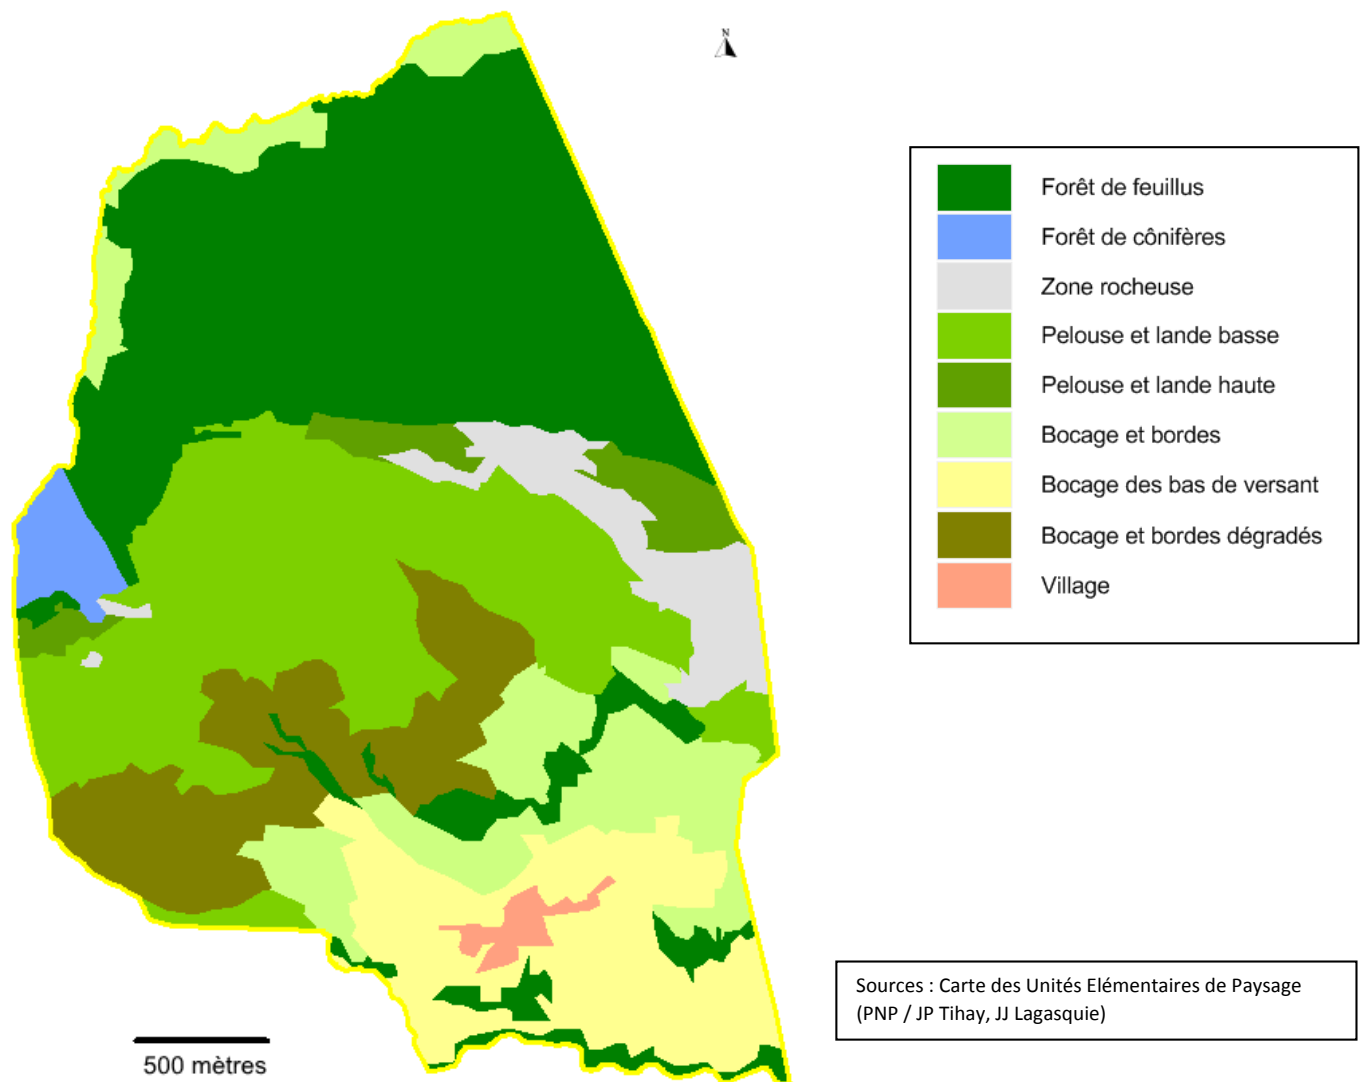 N
Forêt de feuillus
Forêt de cônifères
Zone rocheuse
Pelouse et lande basse
Pelouse et lande haute
Bocage et bordes
Bocage des bas de versant
Bocage et bordes dégradés
Village
Sources : Carte des Unités Elémentaires de Paysage
(PNP / JP Tihay, JJ Lagasquie)
500 mètres